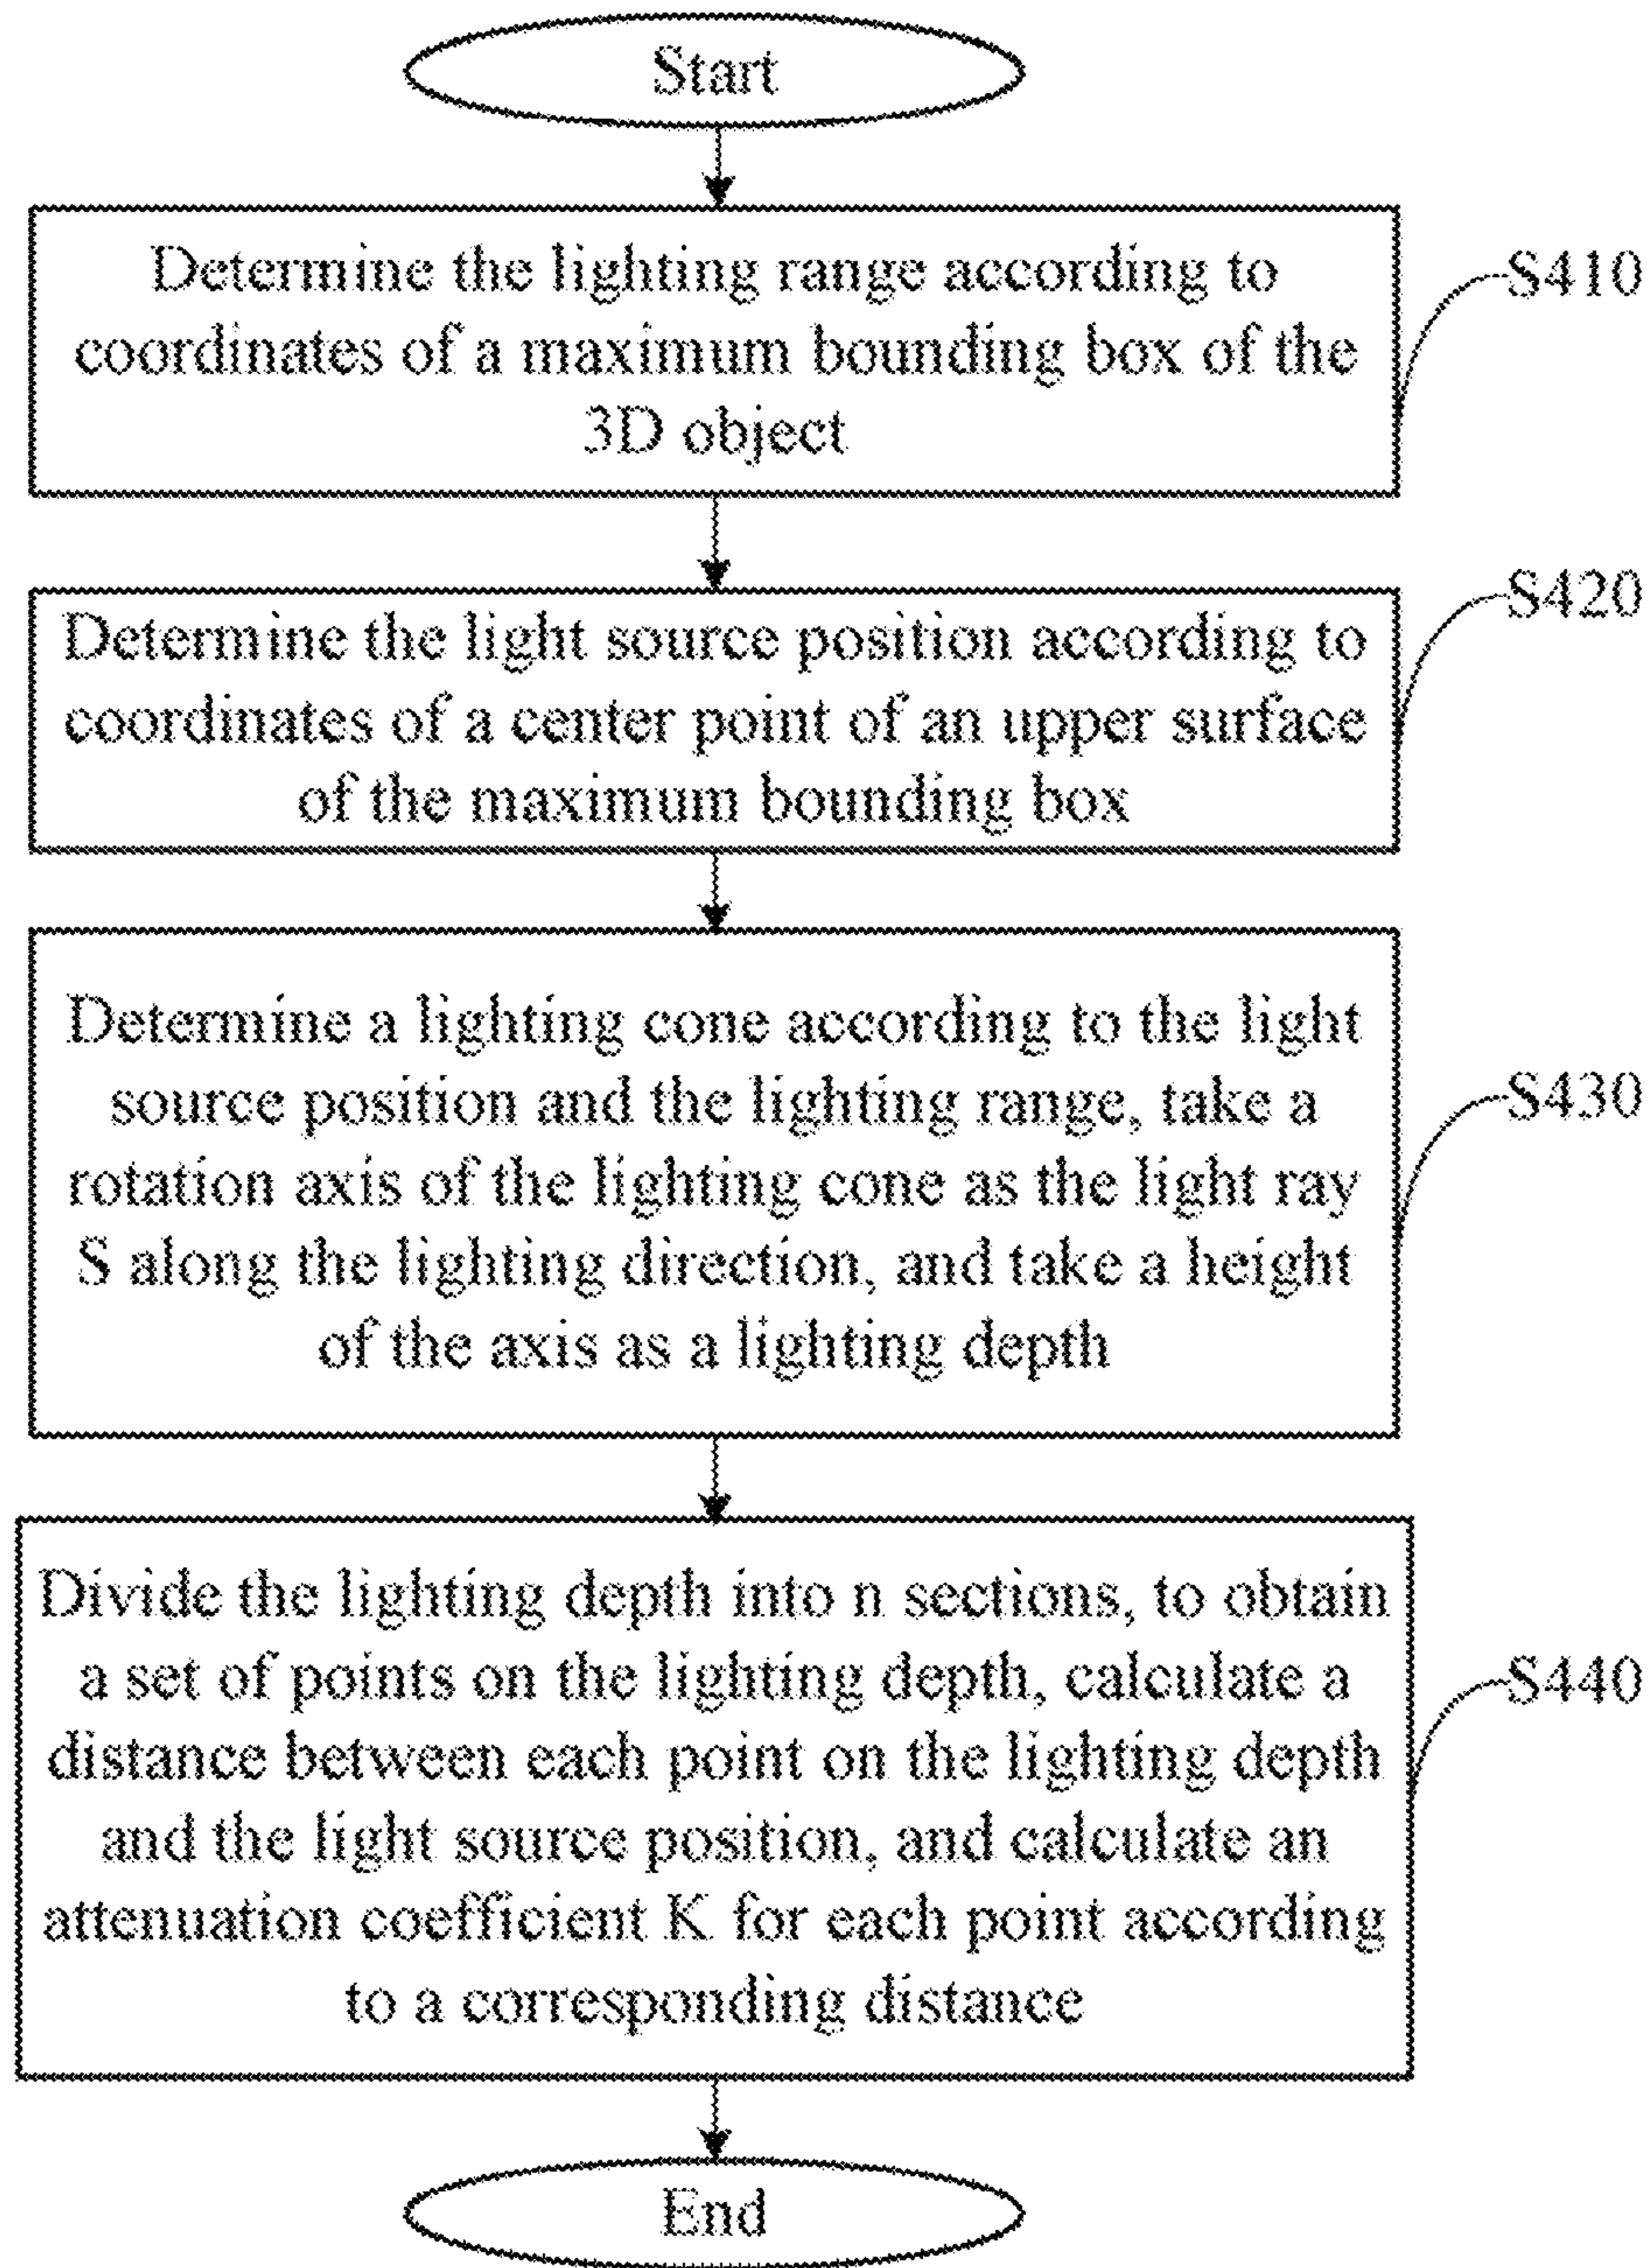 Start
Determine the lighting range according to
coordinates of a maximum bounding box of the
3D object
S410
Determine the light source position according to
coordinates of a center point of an upper surface
of the maximum bounding box
S420
Determine a lighting cone according to the light
source position and the lighting range, take a
rotation axis of the lighting cone as the light ray
S along the lighting direction, and take a height
of the axis as a lighting depth
S430
Divide the lighting depth into n sections, to obtain
a set of points on the lighting depth, calculate a
distance between each point on the lighting depth
and the light source position, and calculate an
attenuation coefficient K for each point according
to a corresponding distance
S440
End